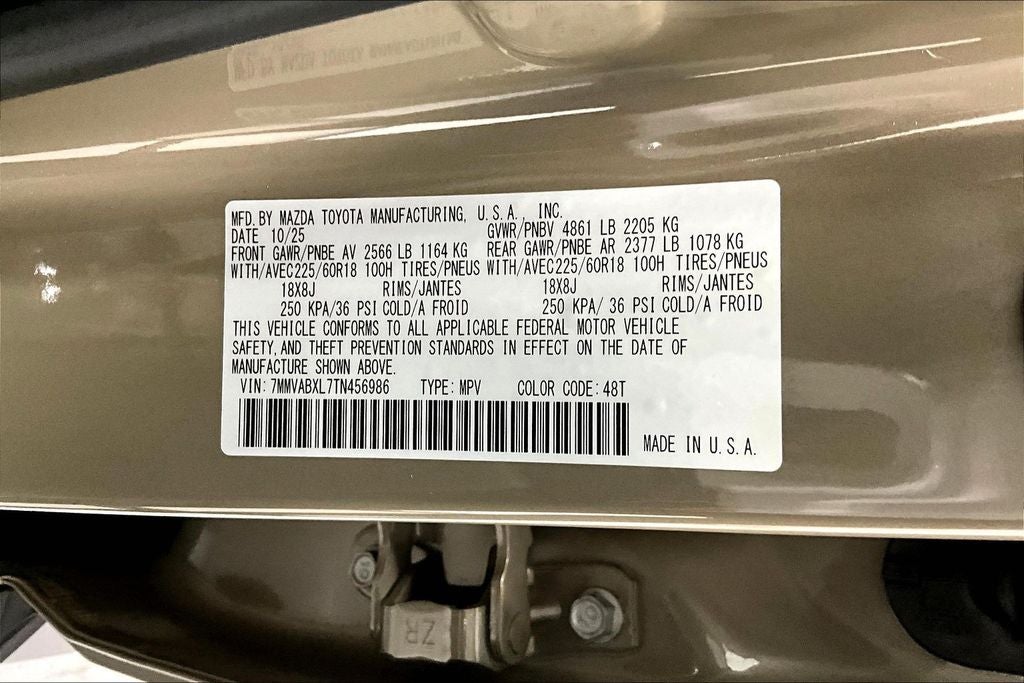 MFD. BY MAZDA TOYOTA MANUFACTURING, U.S.A., INC.
DATE 10/25 GVWR/PNBV 4861 LB 2205 KG
FRONT GAWR/PNBE AV 2566 LB 1164 KG REAR GAWR/PNBE AR 2377 LB 1078 KG
WITH/AVEC225/60R18 100H TIRES/PNEUS WITH/AVEC225/60R18 100H TIRES/PNEUS
18X8J RIMS/JANTES 18X8J RIMS/JANTES
250 KPA/36 PSI COLD/A FROID 250 KPA/ 36 PSI COLD/A FROID
THIS VEHICLE CONFORMS TO ALL APPLICABLE FEDERAL MOTOR VEHICLE
SAFETY, AND THEFT PREVENTION STANDARDS IN EFFECT ON THE DATE OF
MANUFACTURE SHOWN ABOVE.
VIN: 7MMVABXL7TN456986 TYPE: MPV COLOR CODE: 48T
MADE IN U.S.A.
ZR